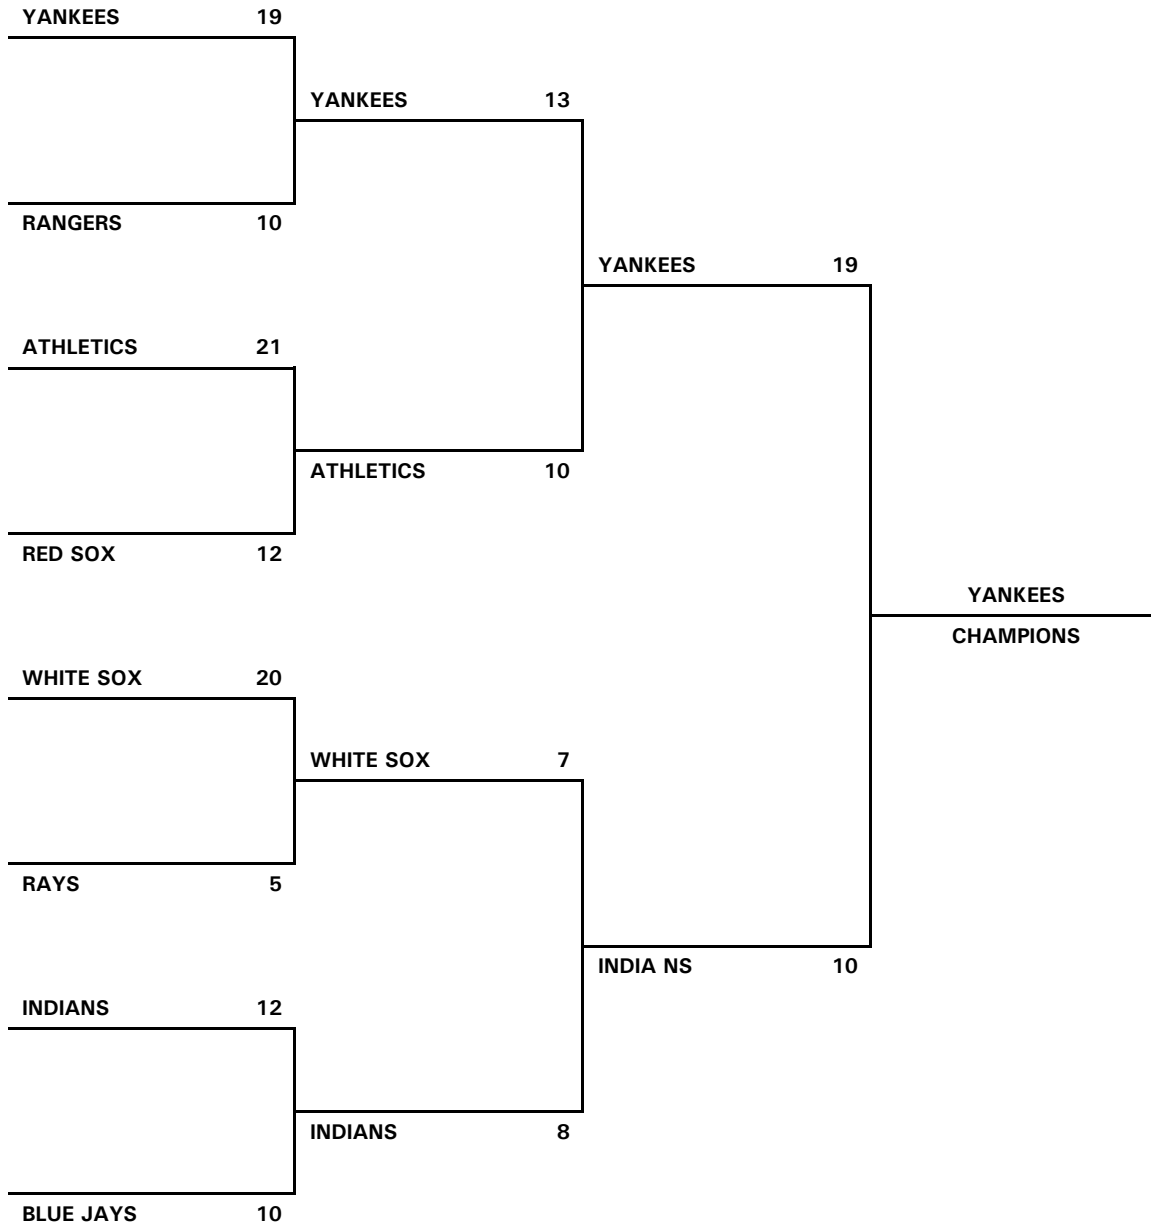 YANKEES 19
YANKEES 13
RANGERS 10
YANKEES 19
ATHLETICS 21
ATHLETICS 10
RED SOX 12
YANKEES
CHAMPIONS
WHITE SOX 20
WHITE SOX 7
RAYS 5
INDIA NS 10
INDIANS 12
INDIANS 8
BLUE JAYS 10